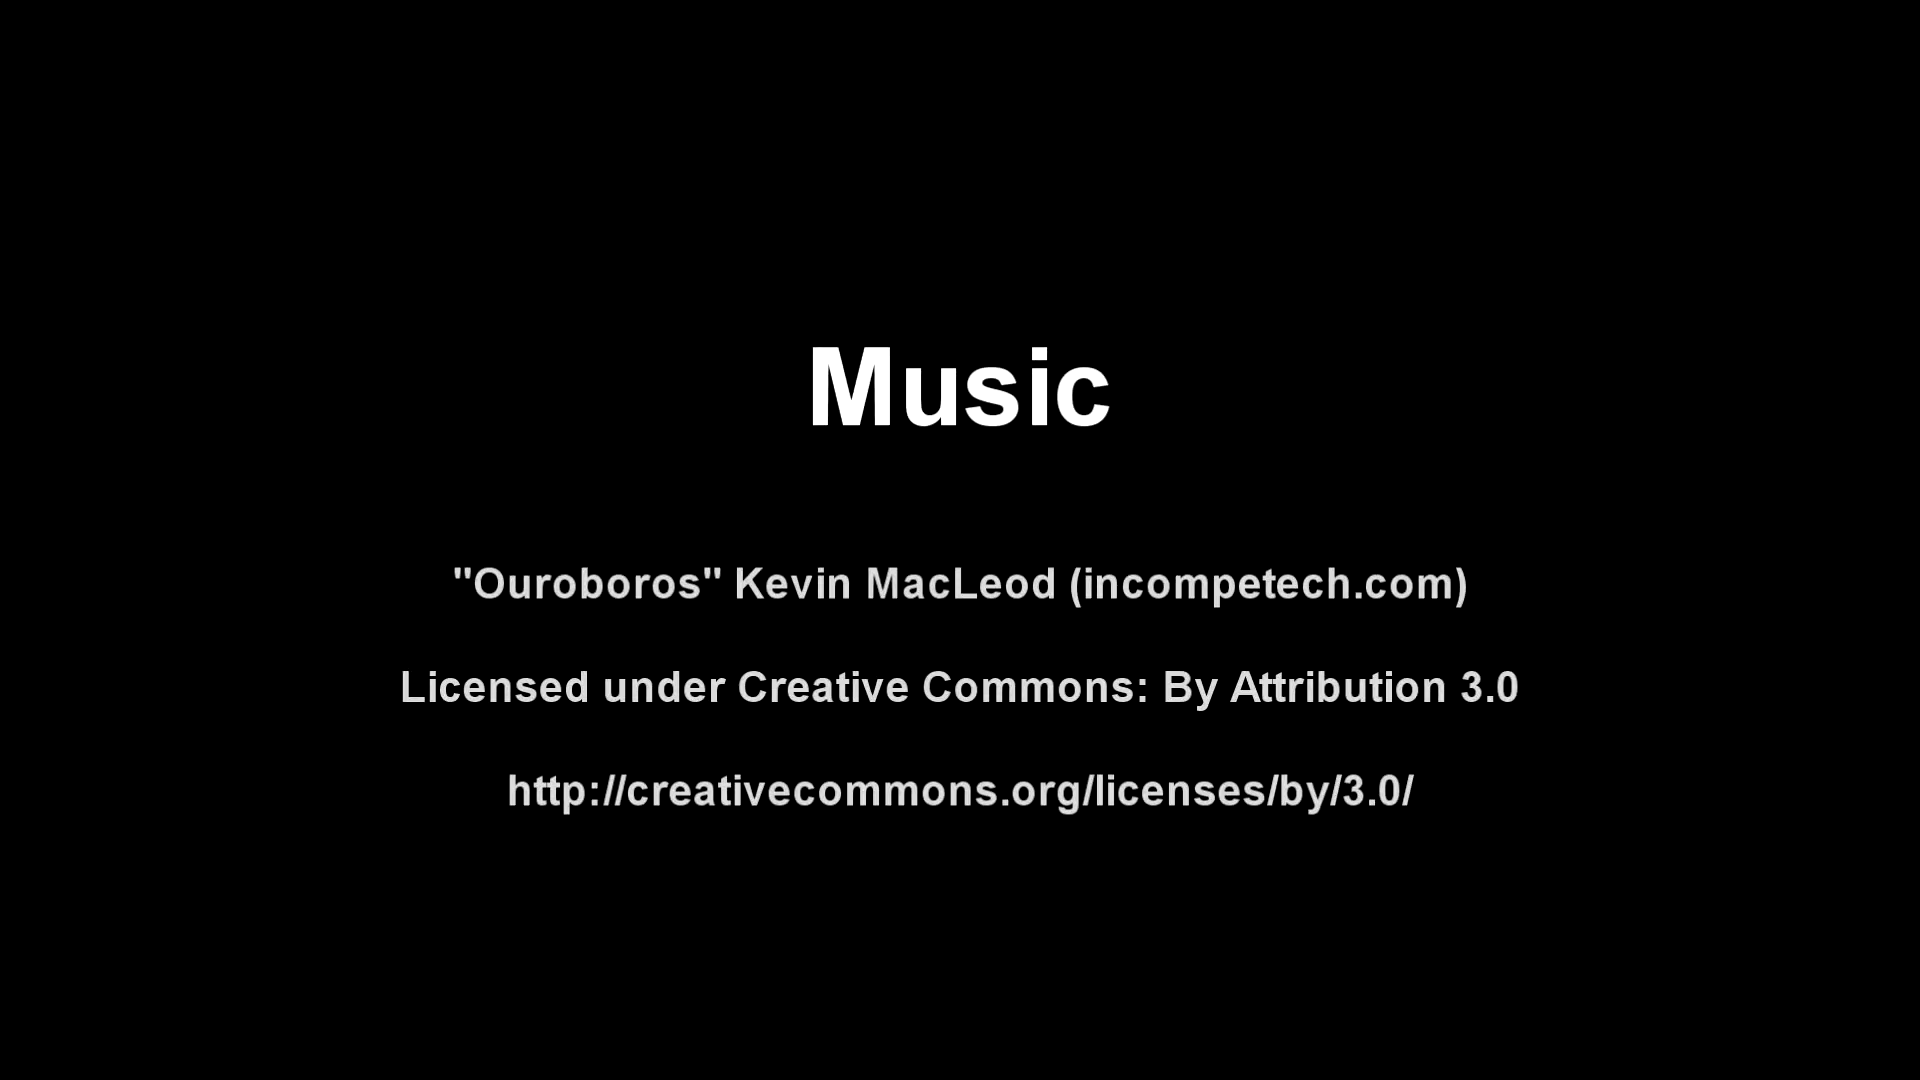 Music
"Ouroboros" Kevin MacLeod (incompetech.com)
Licensed under Creative Commons: By Attribution 3.0
http://creativecommons.org/licenses/by/3.0/